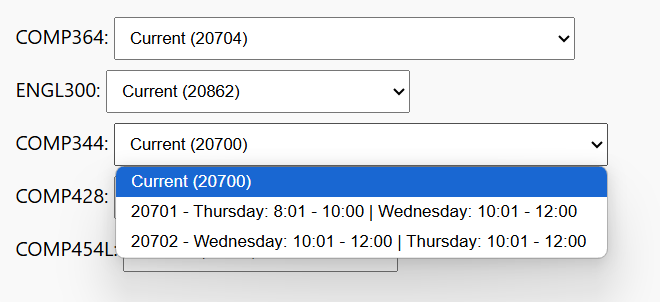 COMP364: Current (20704)
ENGL300: Current (20862)
COMP344: Current (20700)
Current (20700)
COMP428: 20701 - Thursday: 8:01 - 10:00 | Wednesday: 10:01 - 12:00
20702 - Wednesday: 10:01 - 12:00 | Thursday: 10:01 - 12:00
COMP454L: